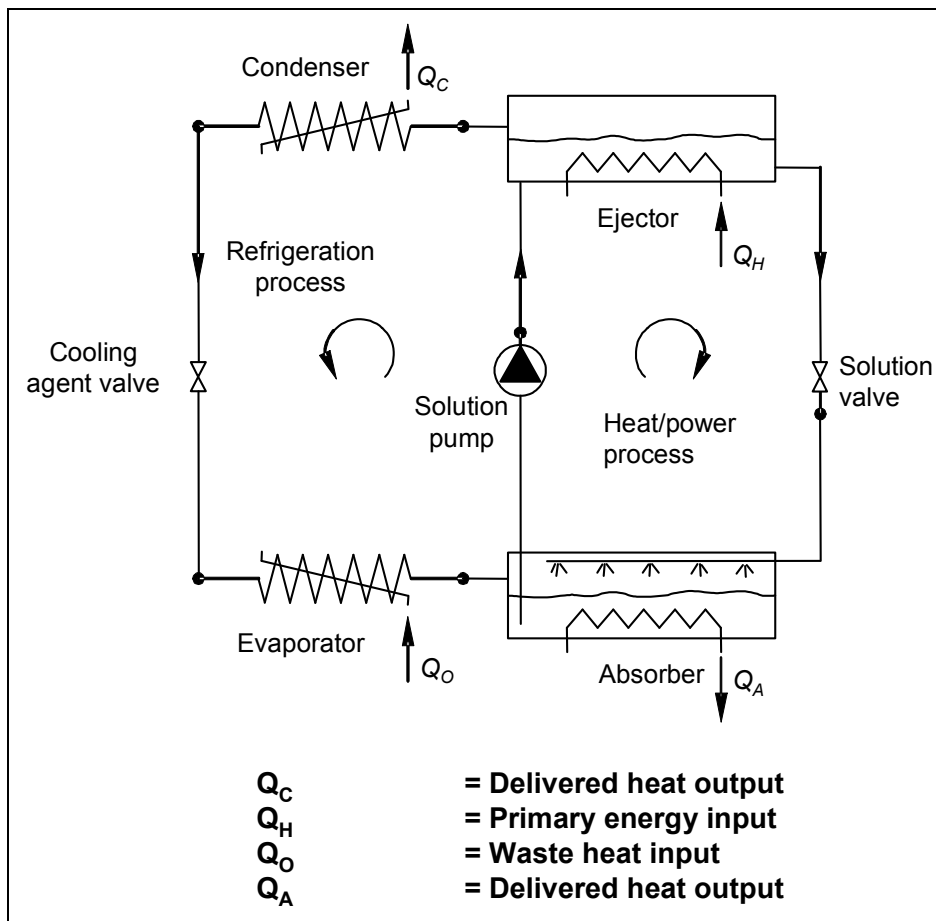 Condenser
Q_C
Ejector
Q_H
Refrigeration
process
Cooling
agent valve
Solution
pump
Heat/power
process
Solution
valve
Evaporator
Q_O
Absorber
Q_A
Q_C = Delivered heat output
Q_H = Primary energy input
Q_O = Waste heat input
Q_A = Delivered heat output